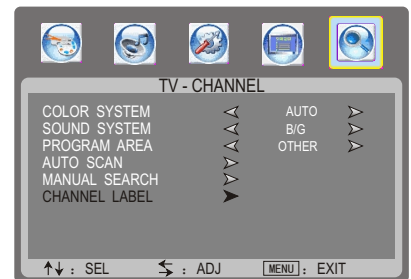 TV - CHANNEL
COLOR SYSTEM AUTO
SOUND SYSTEM B/G
PROGRAM AREA OTHER
AUTO SCAN
MANUAL SEARCH
CHANNEL LABEL
: SEL : ADJ MENU : EXIT